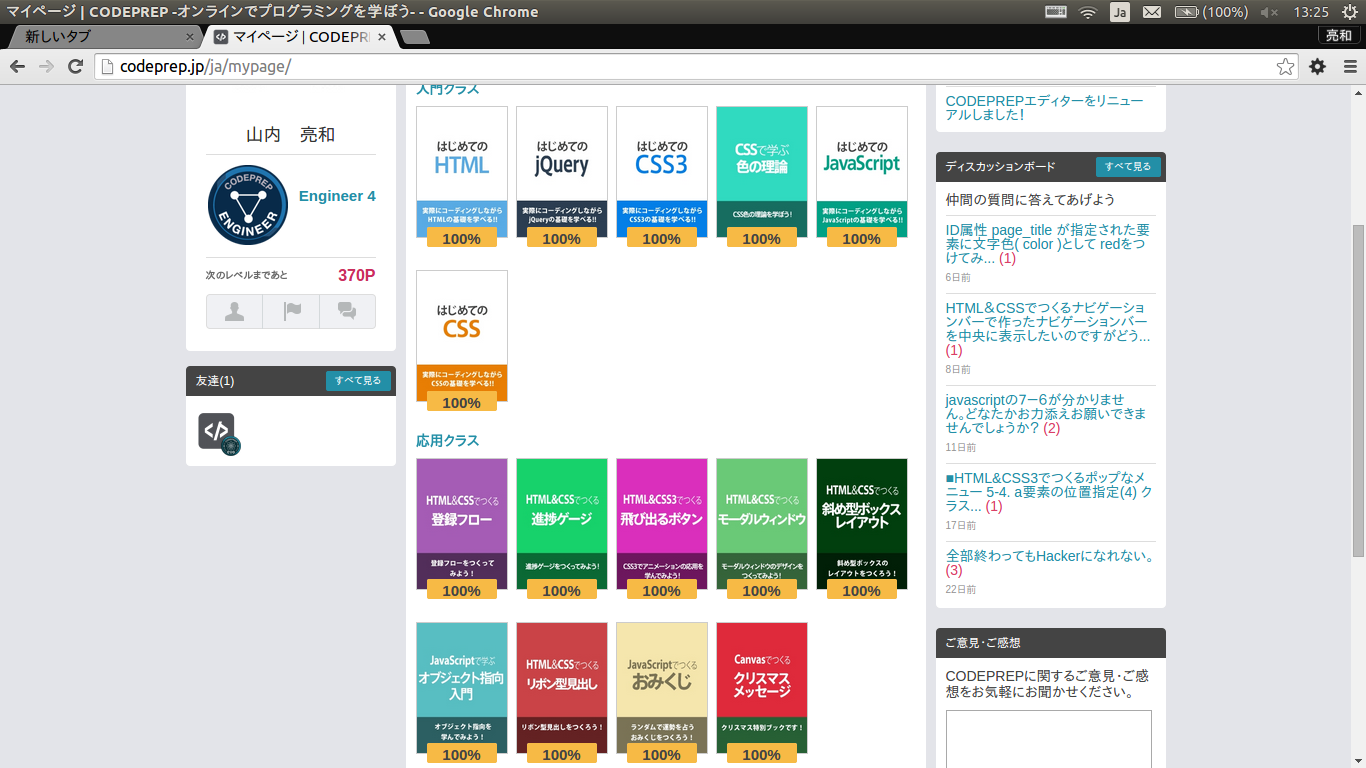 マイページ | CODEPREP -オンラインでプログラミングを学ぼう- - Google Chrome
Ja
(100%)
13:25
新しいタブ
マイページ | CODEPR
亮和
codeprep.jp/ja/mypage/
山内　亮和
CODEPREP
ENGINEER
Engineer 4
次のレベルまであと
370P
友達(1)
すべて見る
入門クラス
はじめての
HTML
実際にコーディングしながら
HTMLの基礎を学べる!!
100%
はじめての
jQuery
実際にコーディングしながら
jQueryの基礎を学べる!!
100%
はじめての
CSS3
実際にコーディングしながら
CSS3の基礎を学べる!!
100%
CSSで学ぶ
色の理論
CSS色の理論を学ぼう!
100%
はじめての
JavaScript
実際にコーディングしながら
JavaScriptの基礎を学べる!!
100%
はじめての
CSS
実際にコーディングしながら
CSSの基礎を学べる!!
100%
応用クラス
HTML&CSSでつくる
登録フロー
登録フローをつくって
みよう！
100%
HTML&CSSでつくる
進捗ゲージ
進捗ゲージをつくってみよう!
100%
HTML&CSS3でつくる
飛び出るボタン
CSS3でアニメーションの応用を
学んでみよう!
100%
HTML&CSSでつくる
モーダルウィンドウ
モーダルウィンドウのデザインを
つくってみよう!
100%
HTML&CSSでつくる
斜め型ボックス
レイアウト
斜め型ボックスの
レイアウトをつくろう！
100%
JavaScriptで学ぶ
オブジェクト指向
入門
オブジェクト指向を
学んでみよう！
100%
HTML&CSSでつくる
リボン型見出し
リボン型見出しをつくろう！
100%
JavaScriptでつくる
おみくじ
ランダムで運勢を占う
おみくじをつくろう！
100%
Canvasでつくる
クリスマス
メッセージ
クリスマス特別ブックです！
100%
CODEPREPエディターをリニュー
アルしました!
ディスカッションボード
すべて見る
仲間の質問に答えてあげよう
ID属性 page_title が指定された要
素に文字色( color )として redをつ
けてみ... (1)
6日前
HTML＆CSSでつくるナビゲーショ
ンバーで作ったナビゲーションバー
を中央に表示したいのですがどう...
(1)
8日前
javascriptの7－6が分かりませ
ん。どなたかお力添えお願いできま
せんでしょうか？ (2)
11日前
■HTML&CSS3でつくるポップなメ
ニュー 5-4. a要素の位置指定(4) ク
ラス... (1)
17日前
全部終わってもHackerになれない。
(3)
22日前
ご意見･ご感想
CODEPREPに関するご意見･ご感
想をお気軽にお聞かせください。